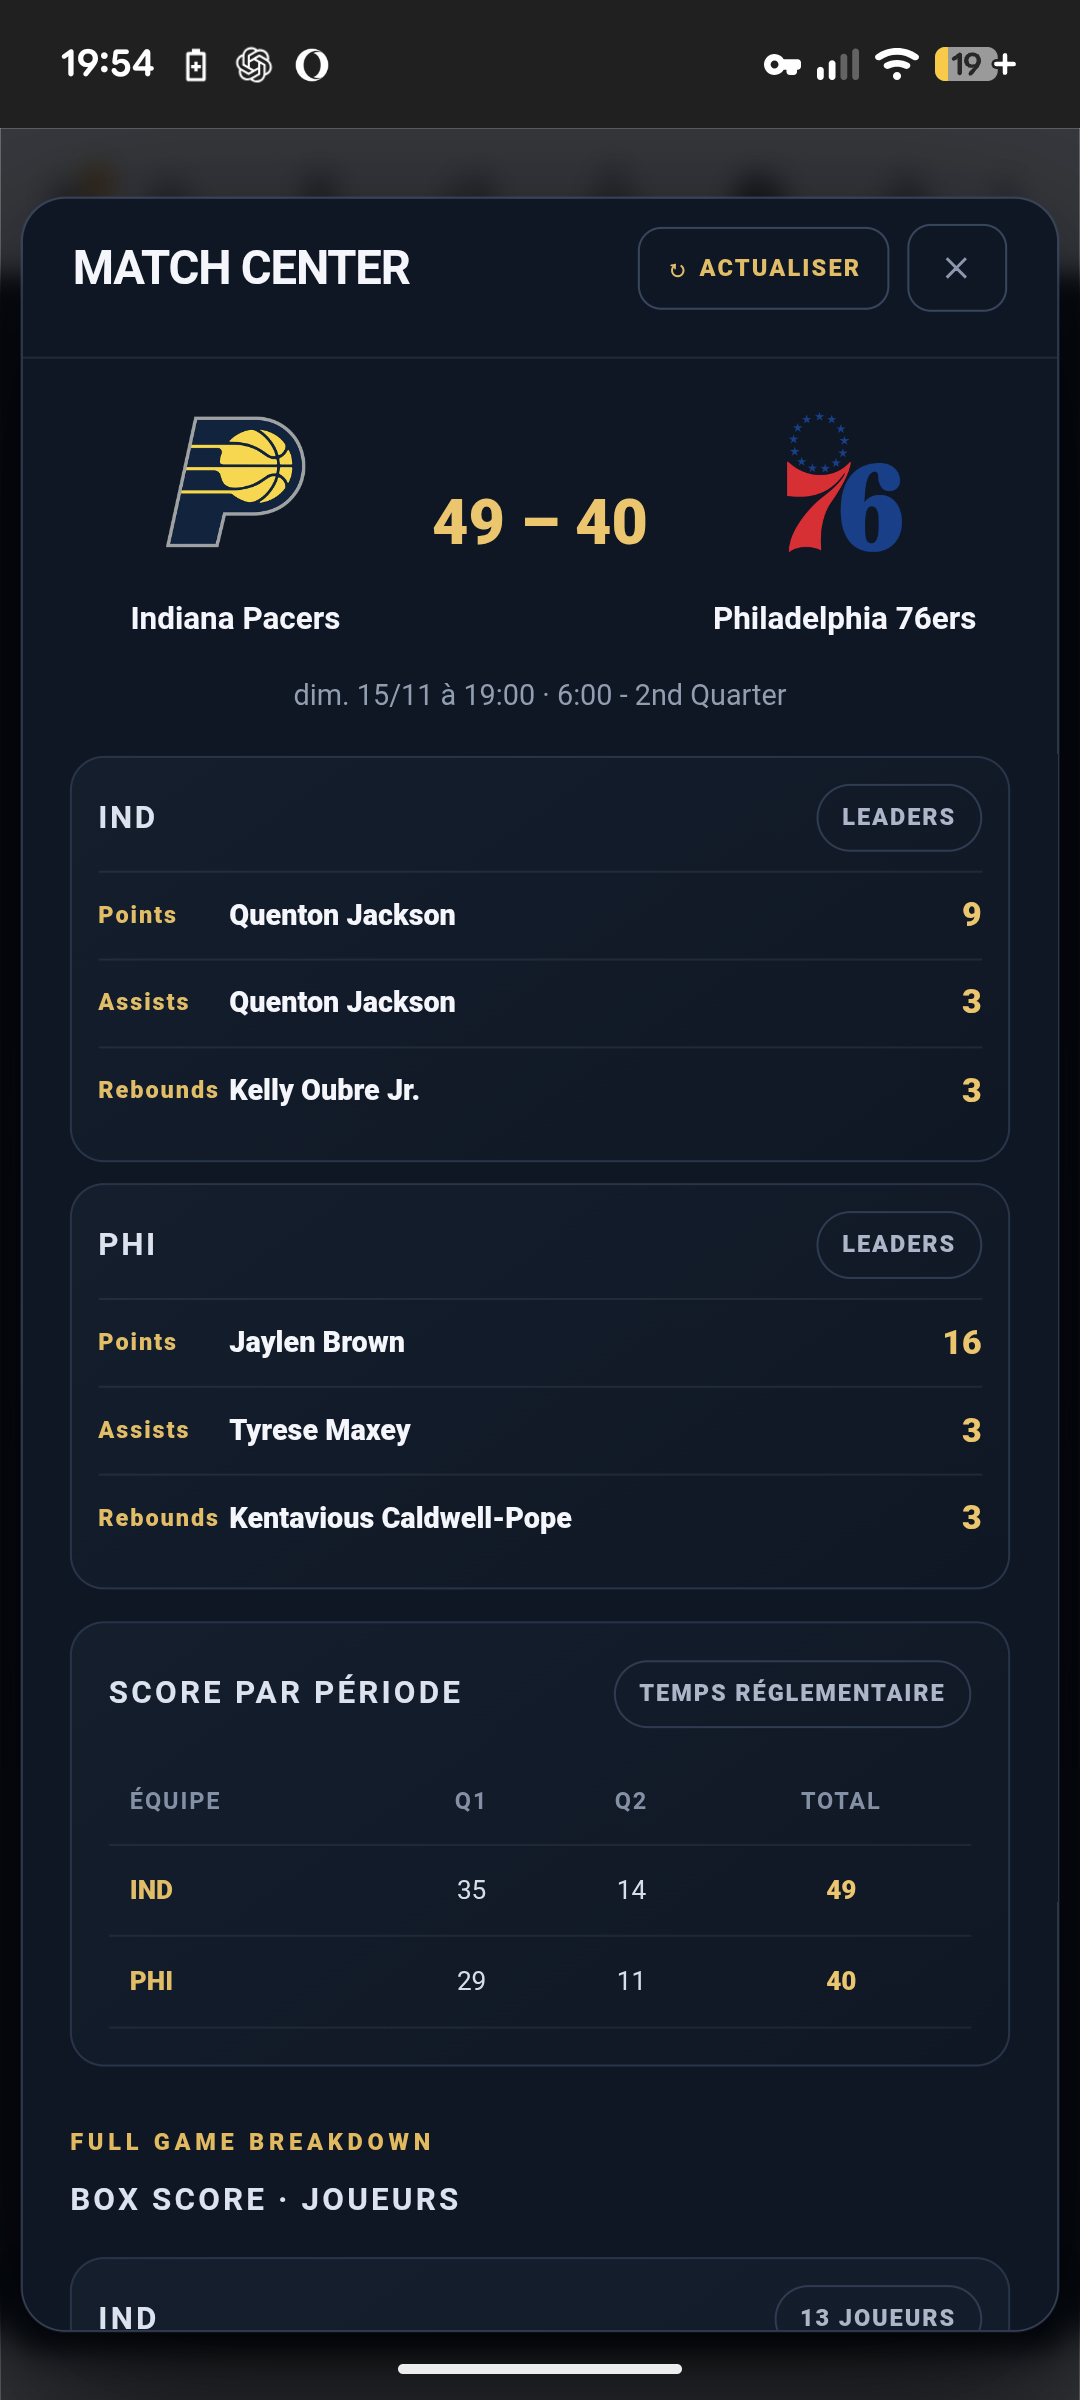 19:54
19
MATCH CENTER
↻ ACTUALISER
×
76
49 – 40
Indiana Pacers
Philadelphia 76ers
dim. 15/11 à 19:00 · 6:00 - 2nd Quarter
IND
LEADERS
Points Quenton Jackson 9
Assists Quenton Jackson 3
Rebounds Kelly Oubre Jr. 3
PHI
LEADERS
Points Jaylen Brown 16
Assists Tyrese Maxey 3
Rebounds Kentavious Caldwell-Pope 3
SCORE PAR PÉRIODE
TEMPS RÉGLEMENTAIRE
ÉQUIPE Q1 Q2 TOTAL
IND 35 14 49
PHI 29 11 40
FULL GAME BREAKDOWN
BOX SCORE · JOUEURS
IND
13 JOUEURS